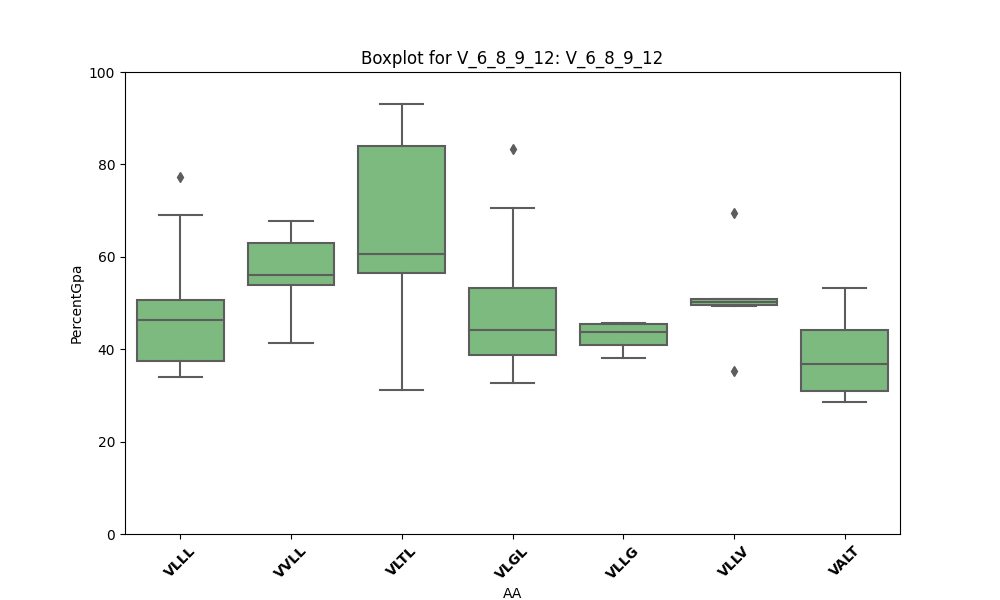 Boxplot for V_6_8_9_12: V_6_8_9_12
100
80
60
40
20
0
PercentGpa
VLLL
VVLL
VLTL
VLGL
VLLG
VLLV
VALT
AA